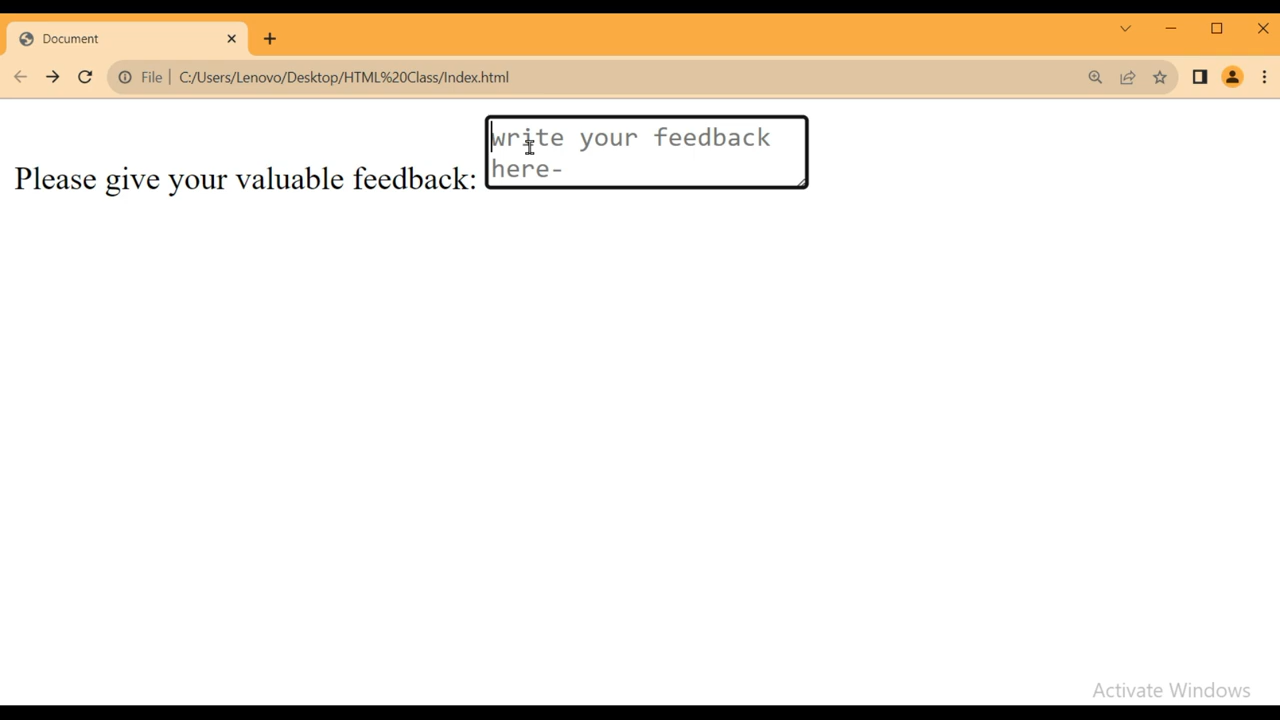 Document
File C:/Users/Lenovo/Desktop/HTML%20Class/Index.html
write your feedback
here-
Please give your valuable feedback:
Activate Windows